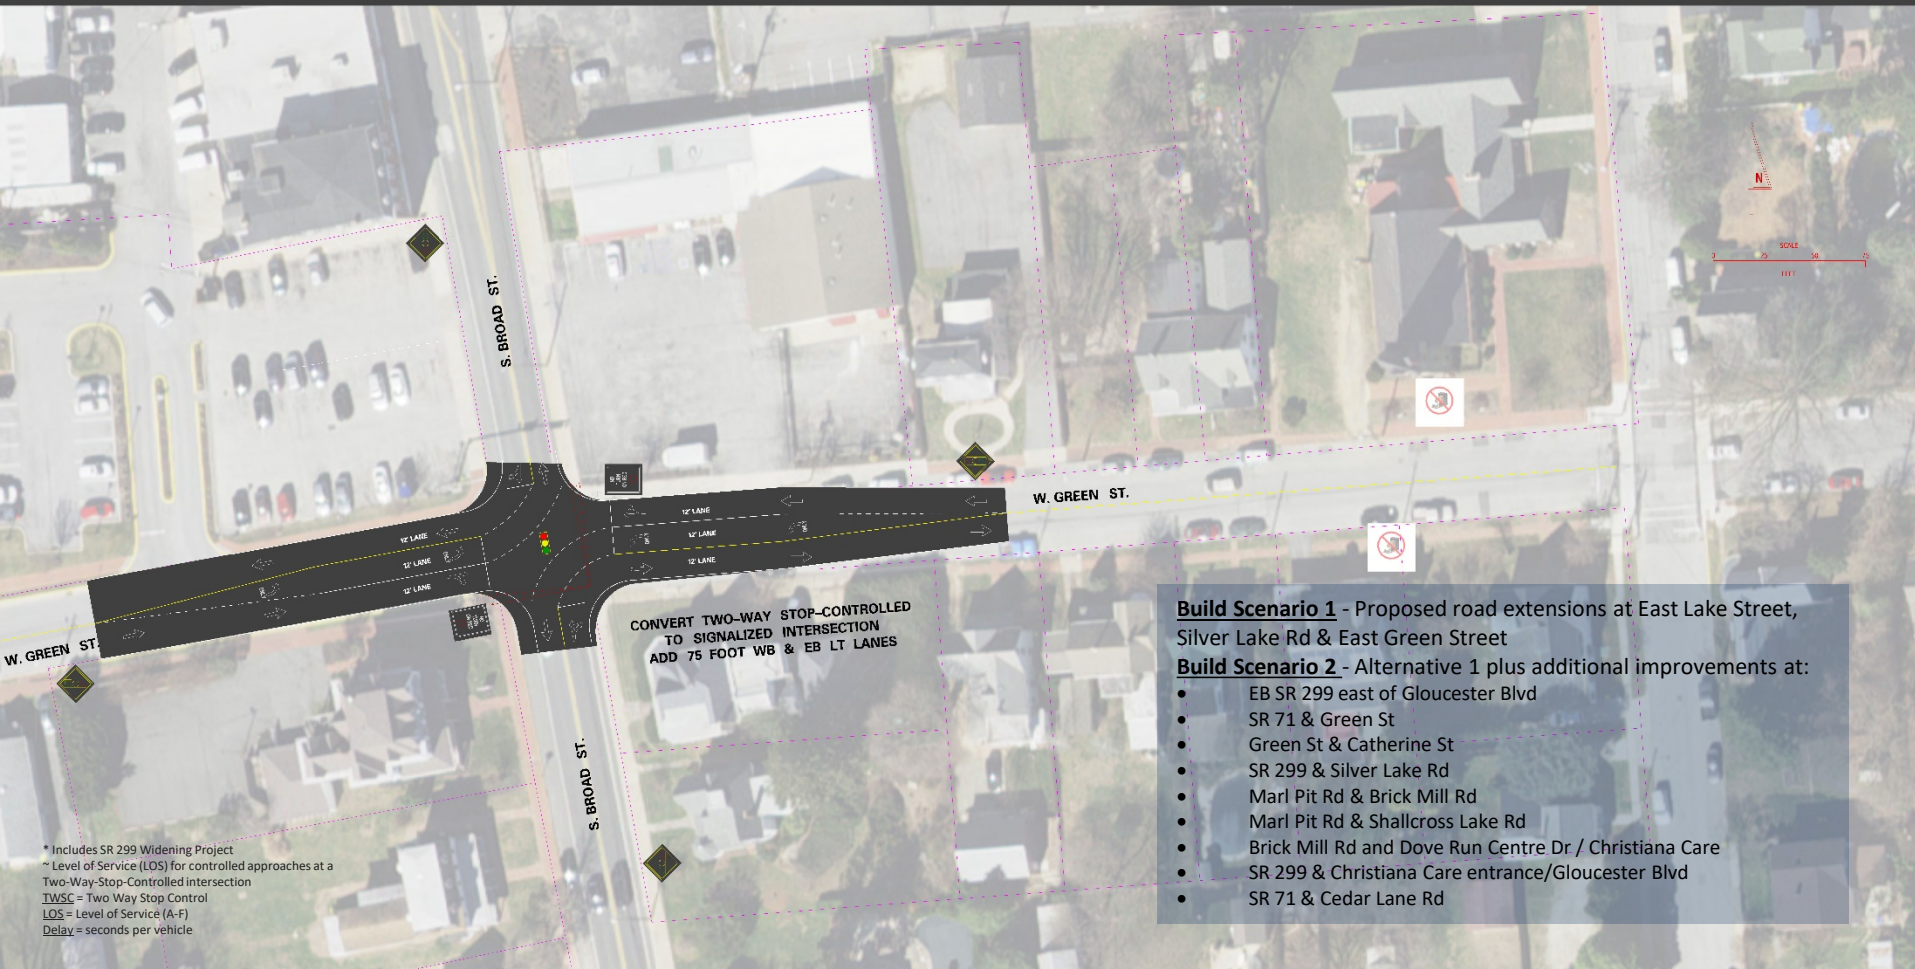 N
SCALE
0 25 50 75
FEET
S. BROAD ST.
W. GREEN ST.
12' LANE
12' LANE
12' LANE
12' LANE
12' LANE
12' LANE
W. GREEN ST.
CONVERT TWO-WAY STOP-CONTROLLED
TO SIGNALIZED INTERSECTION
ADD 75 FOOT WB & EB LT LANES
S. BROAD ST.
Build Scenario 1 - Proposed road extensions at East Lake Street,
Silver Lake Rd & East Green Street
Build Scenario 2 - Alternative 1 plus additional improvements at:
• EB SR 299 east of Gloucester Blvd
• SR 71 & Green St
• Green St & Catherine St
• SR 299 & Silver Lake Rd
• Marl Pit Rd & Brick Mill Rd
• Marl Pit Rd & Shallcross Lake Rd
• Brick Mill Rd and Dove Run Centre Dr / Christiana Care
• SR 299 & Christiana Care entrance/Gloucester Blvd
• SR 71 & Cedar Lane Rd
* Includes SR 299 Widening Project
~ Level of Service (LOS) for controlled approaches at a
Two-Way-Stop-Controlled intersection
TWSC = Two Way Stop Control
LOS = Level of Service (A-F)
Delay = seconds per vehicle